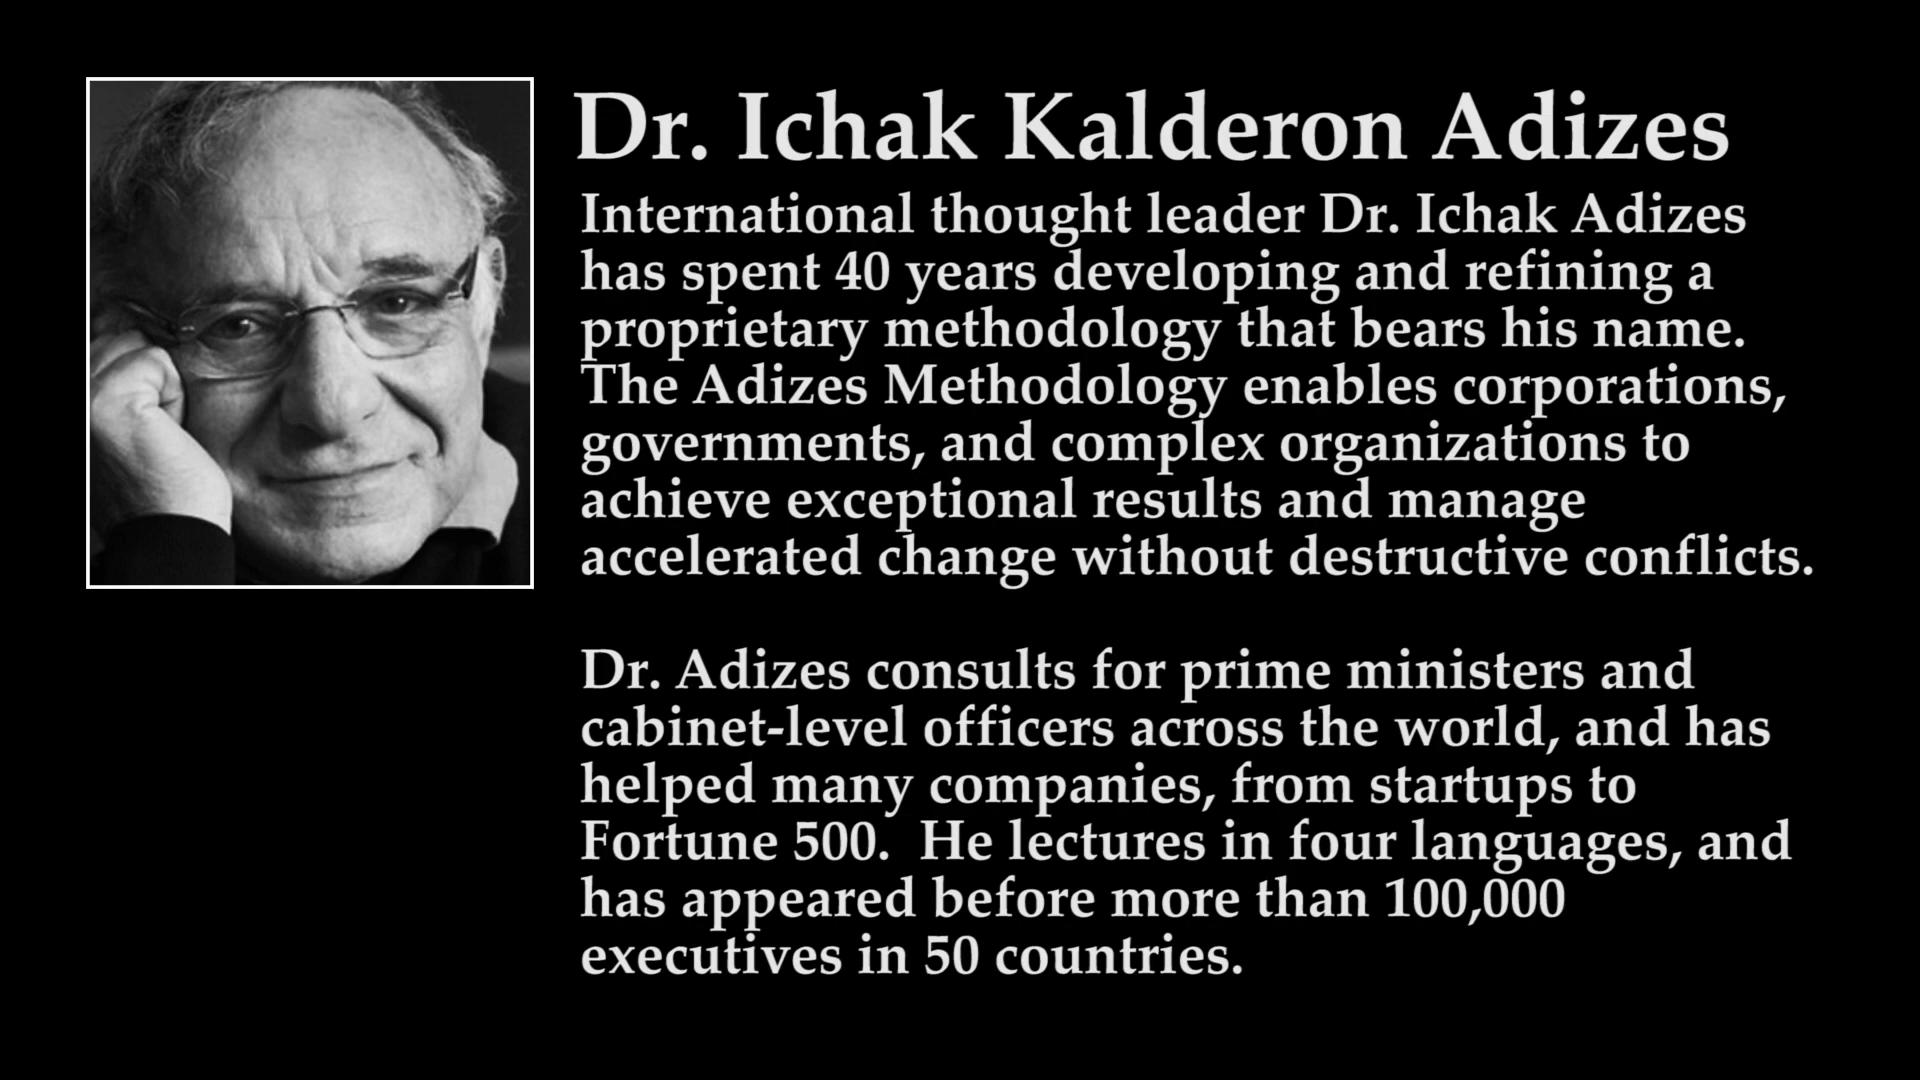 Dr. Ichak Kalderon Adizes
International thought leader Dr. Ichak Adizes
has spent 40 years developing and refining a
proprietary methodology that bears his name.
The Adizes Methodology enables corporations,
governments, and complex organizations to
achieve exceptional results and manage
accelerated change without destructive conflicts.
Dr. Adizes consults for prime ministers and
cabinet-level officers across the world, and has
helped many companies, from startups to
Fortune 500.  He lectures in four languages, and
has appeared before more than 100,000
executives in 50 countries.